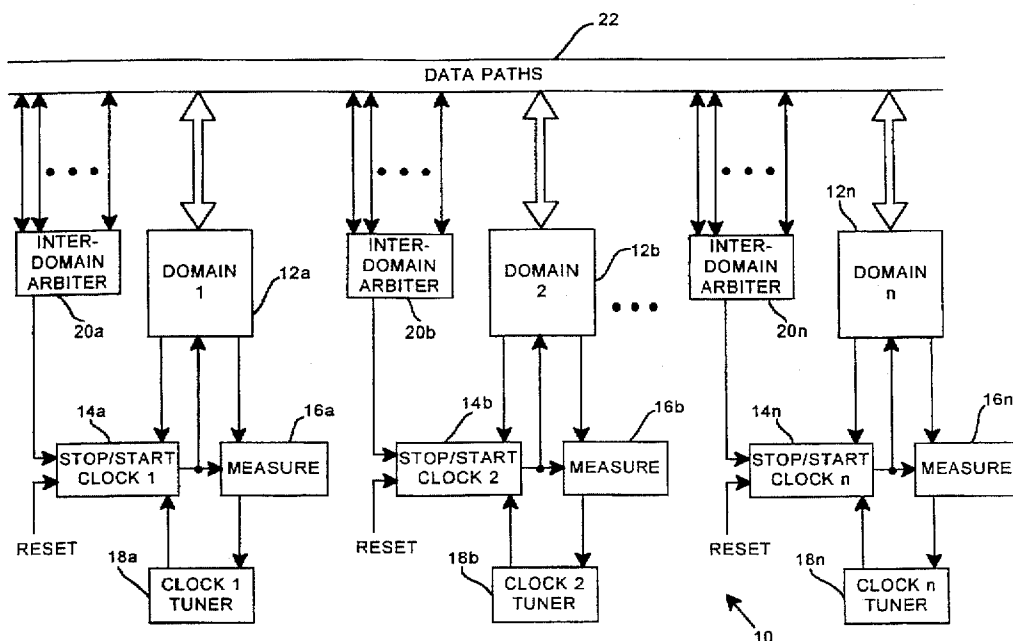 22
DATA PATHS
INTER-
DOMAIN
ARBITER
20a
DOMAIN
1
12a
INTER-
DOMAIN
ARBITER
20b
DOMAIN
2
12b
INTER-
DOMAIN
ARBITER
20n
DOMAIN
n
12n
14a
STOP/START
CLOCK 1
16a
MEASURE
RESET
18a
CLOCK 1
TUNER
14b
STOP/START
CLOCK 2
16b
MEASURE
RESET
18b
CLOCK 2
TUNER
14n
STOP/START
CLOCK n
16n
MEASURE
RESET
18n
CLOCK n
TUNER
10